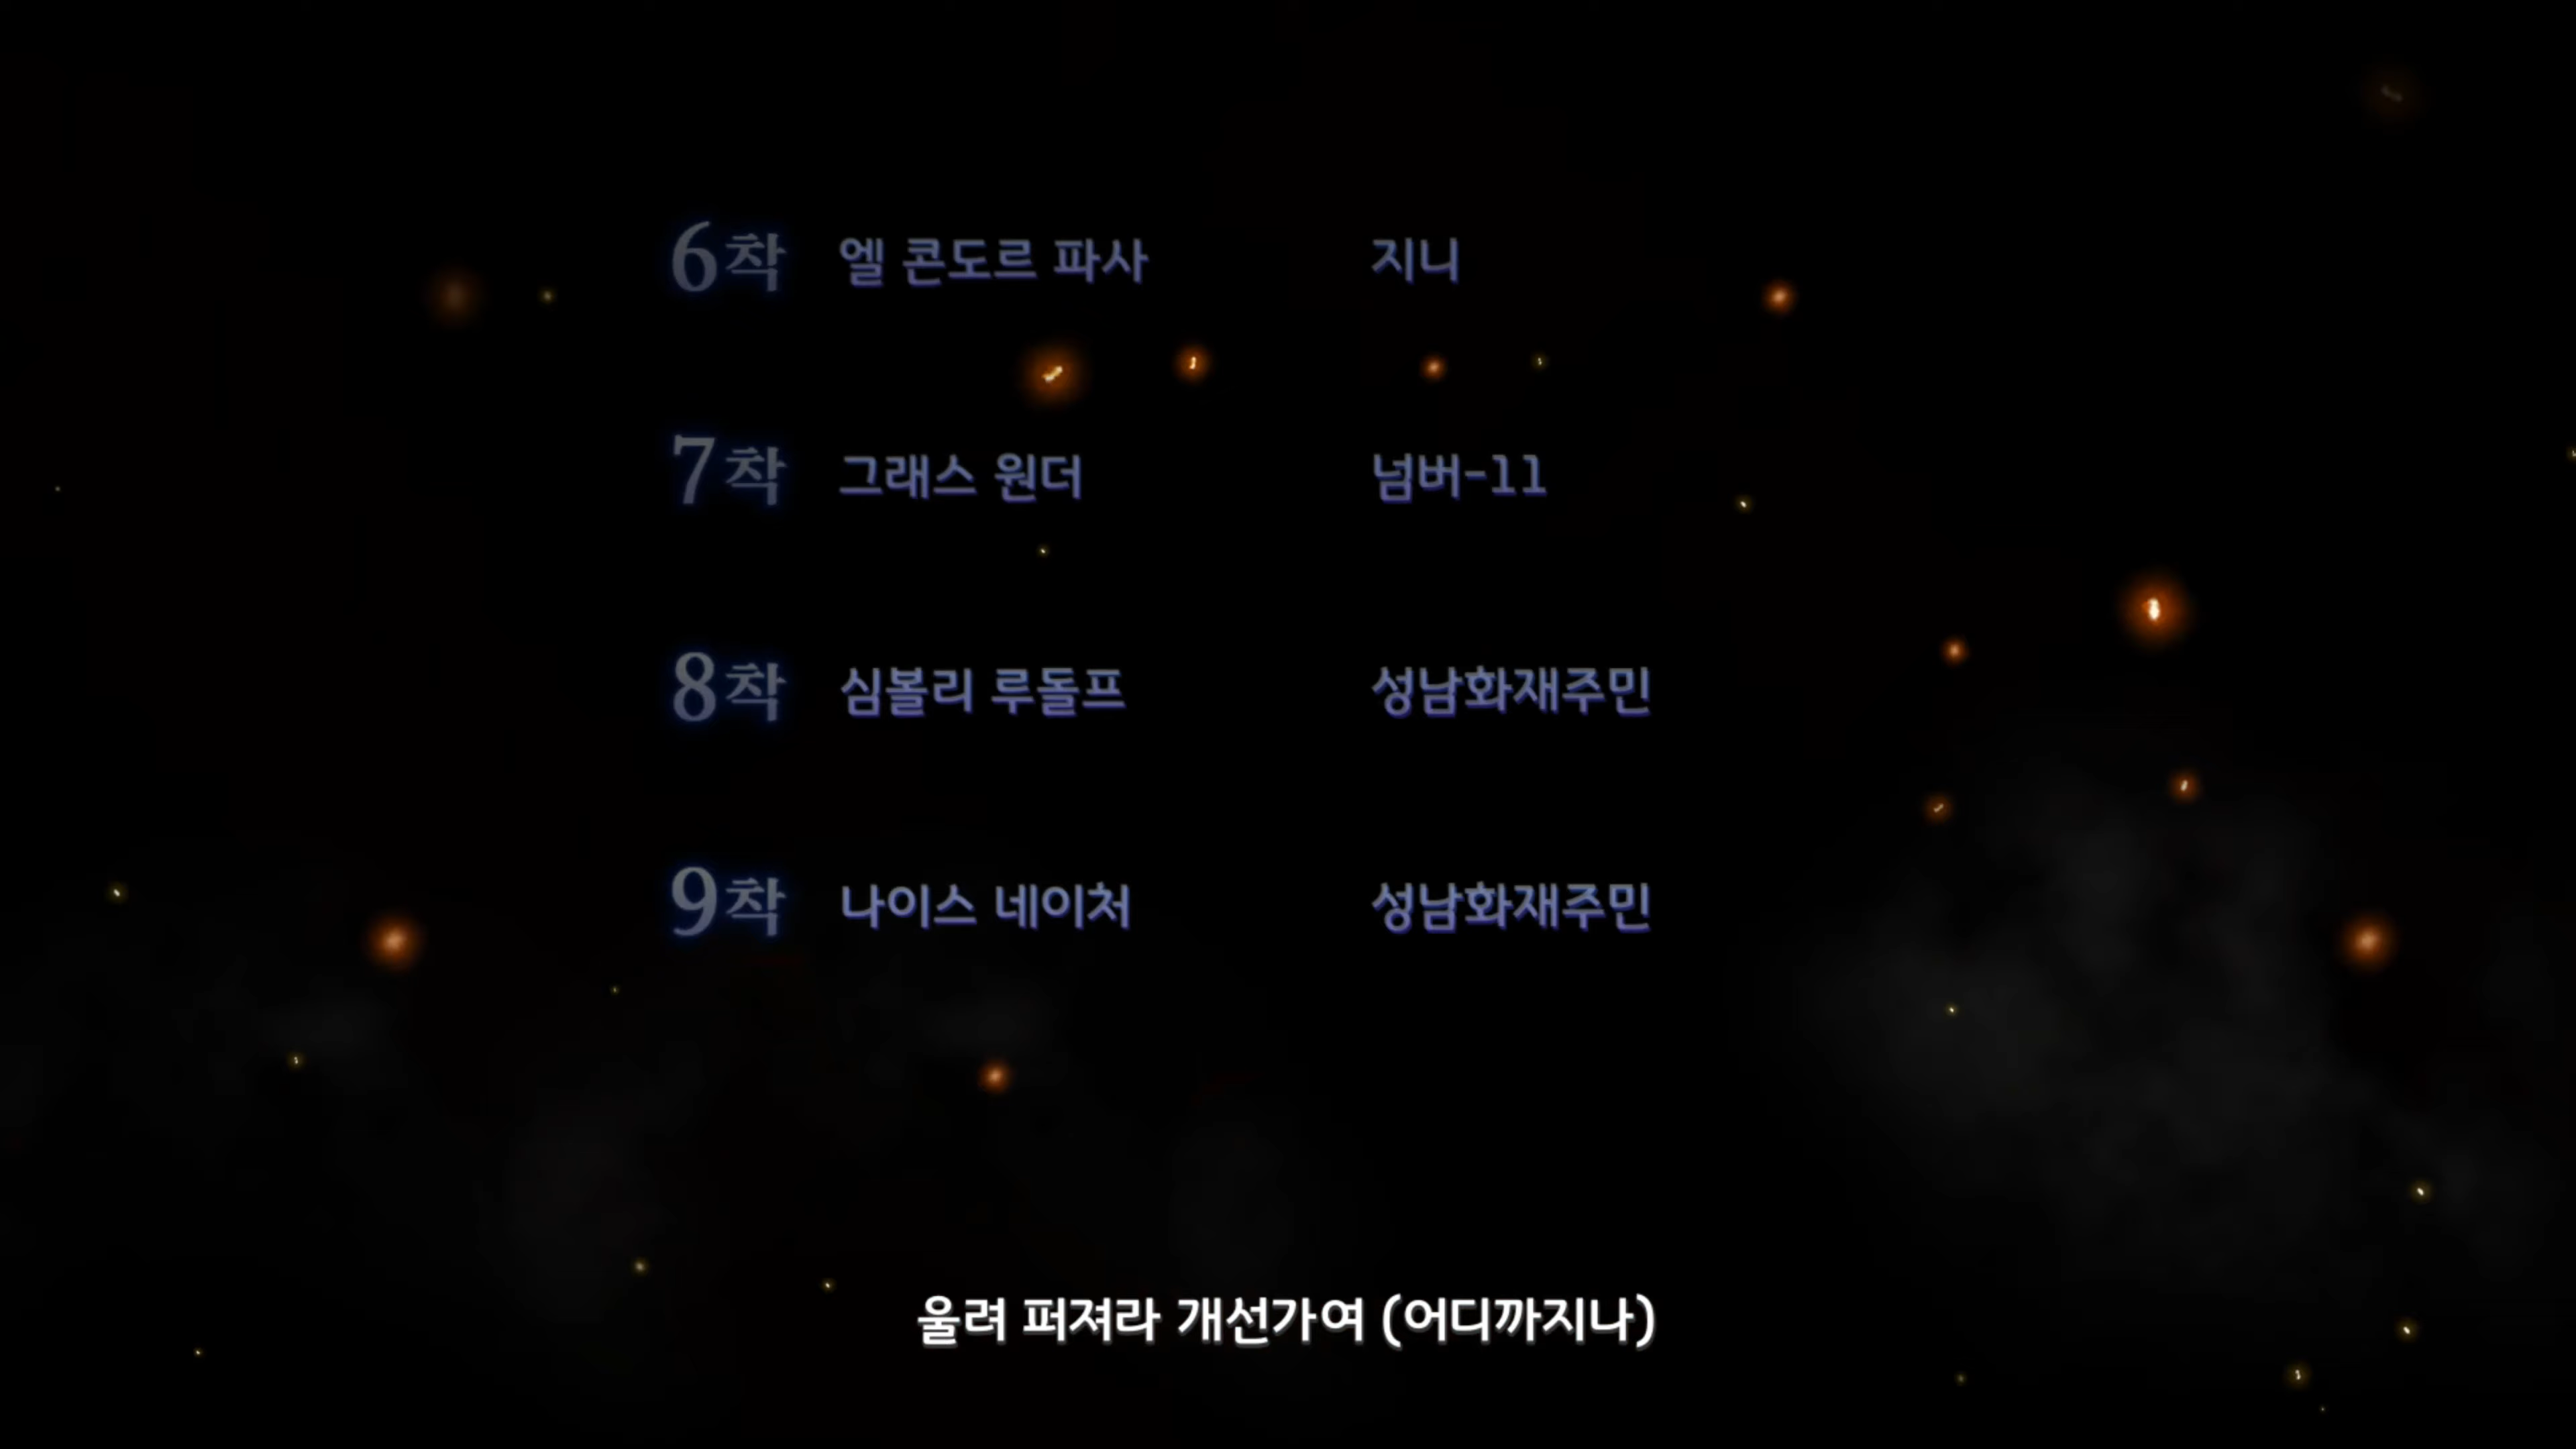 6착 엘 콘도르 파사 지니
7착 그래스 원더 넘버-11
8착 심볼리 루돌프 성남화재주민
9착 나이스 네이처 성남화재주민
울려 퍼져라 개선가여 (어디까지나)